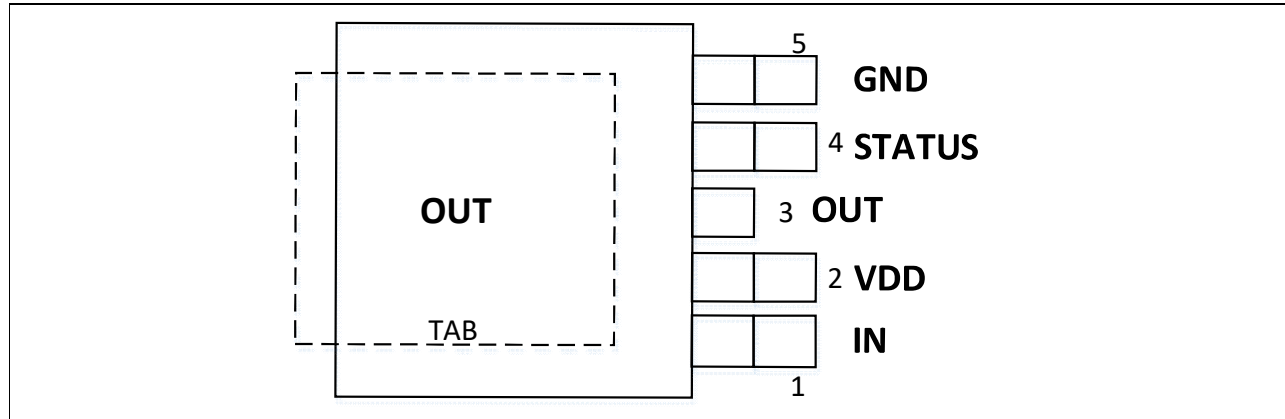 5
GND
4 STATUS
OUT
3 OUT
2 VDD
TAB
IN
1